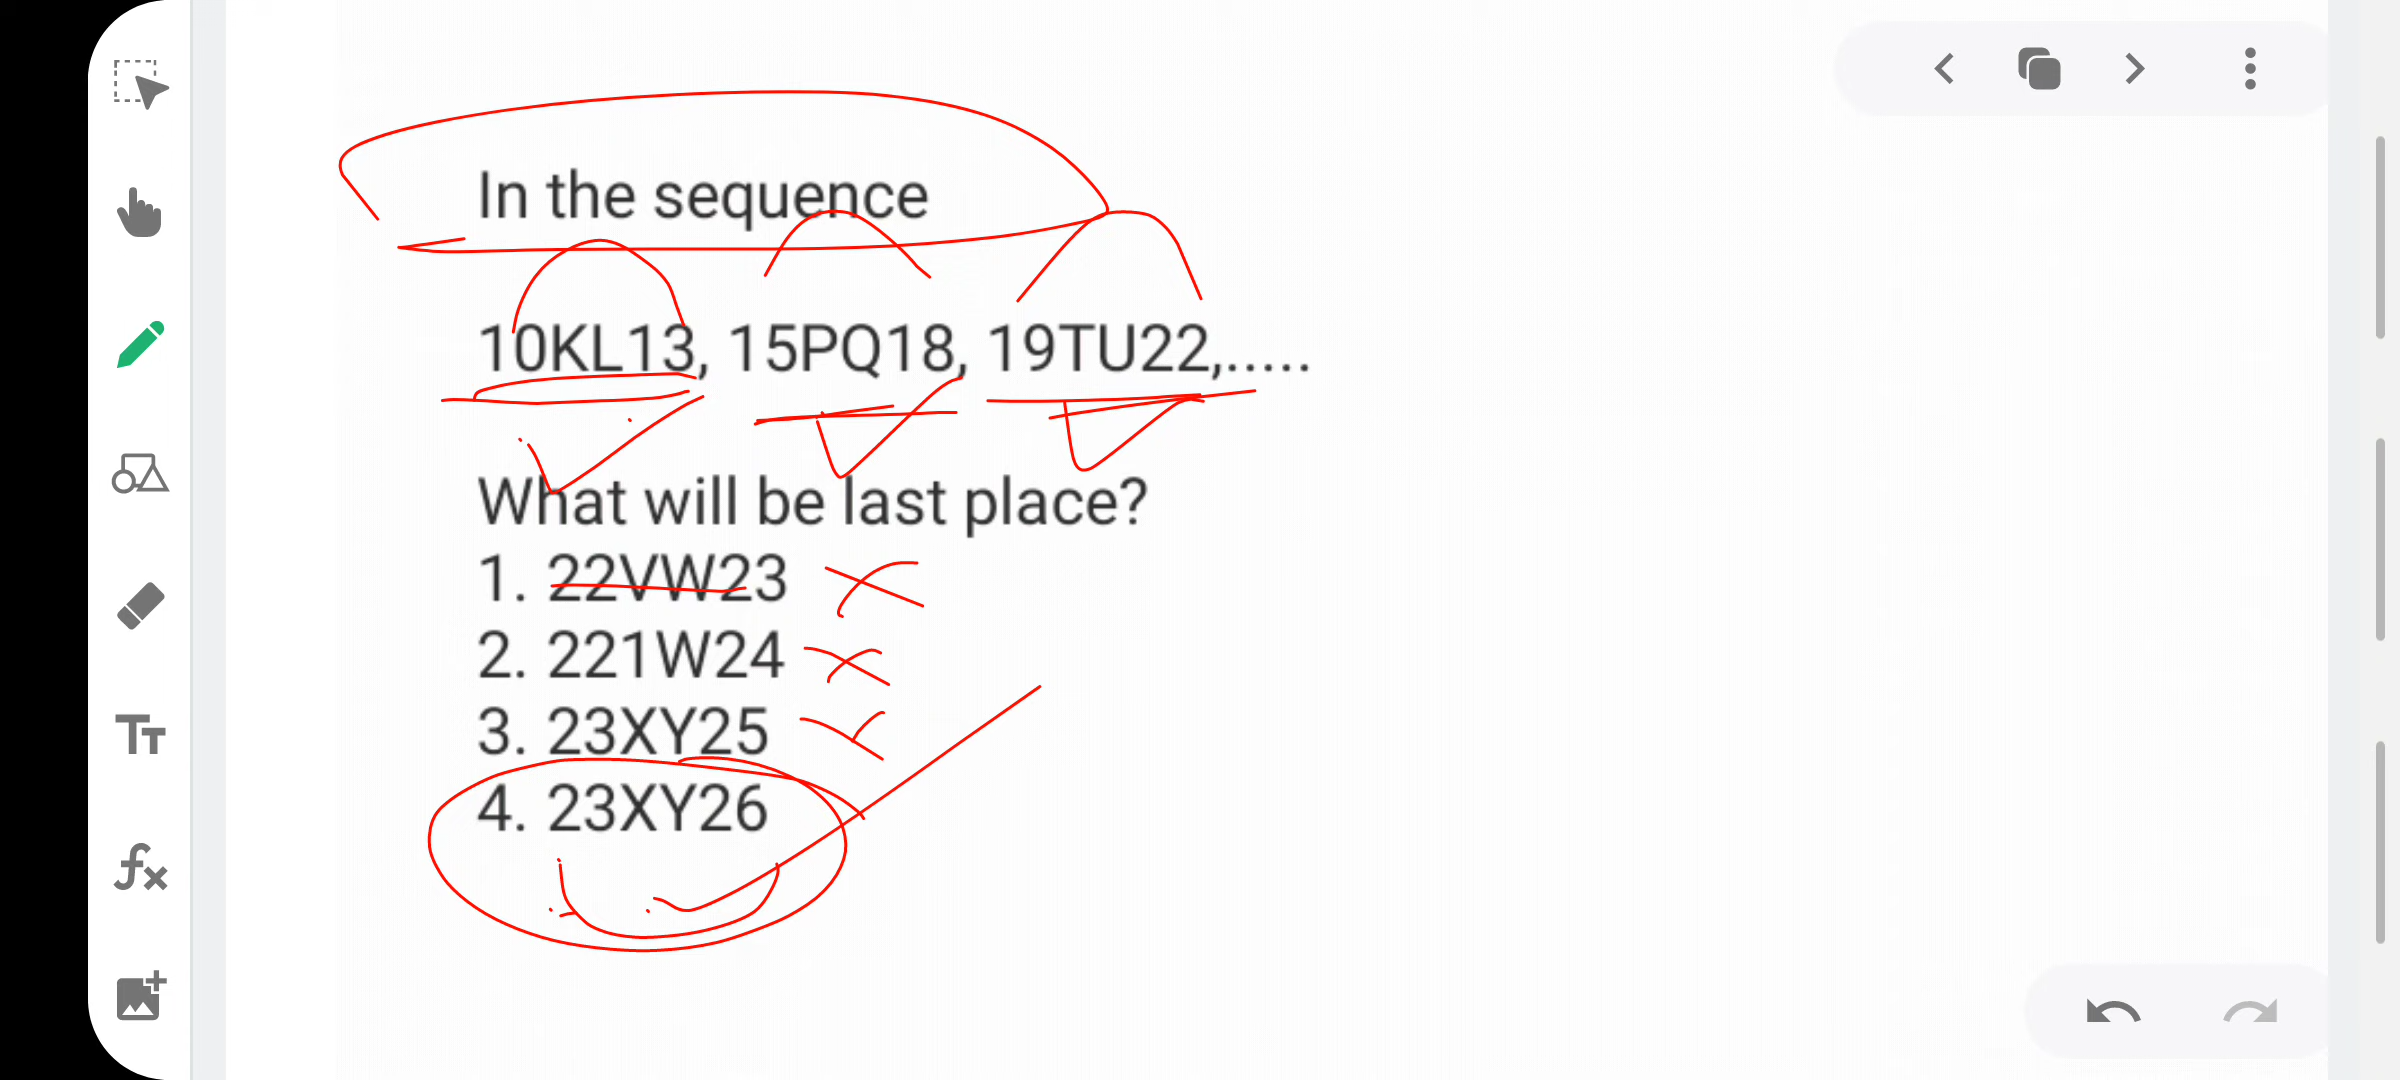 In the sequence
10KL13, 15PQ18, 19TU22,.....
What will be last place?
1. 22VW23
2. 221W24
3. 23XY25
4. 23XY26